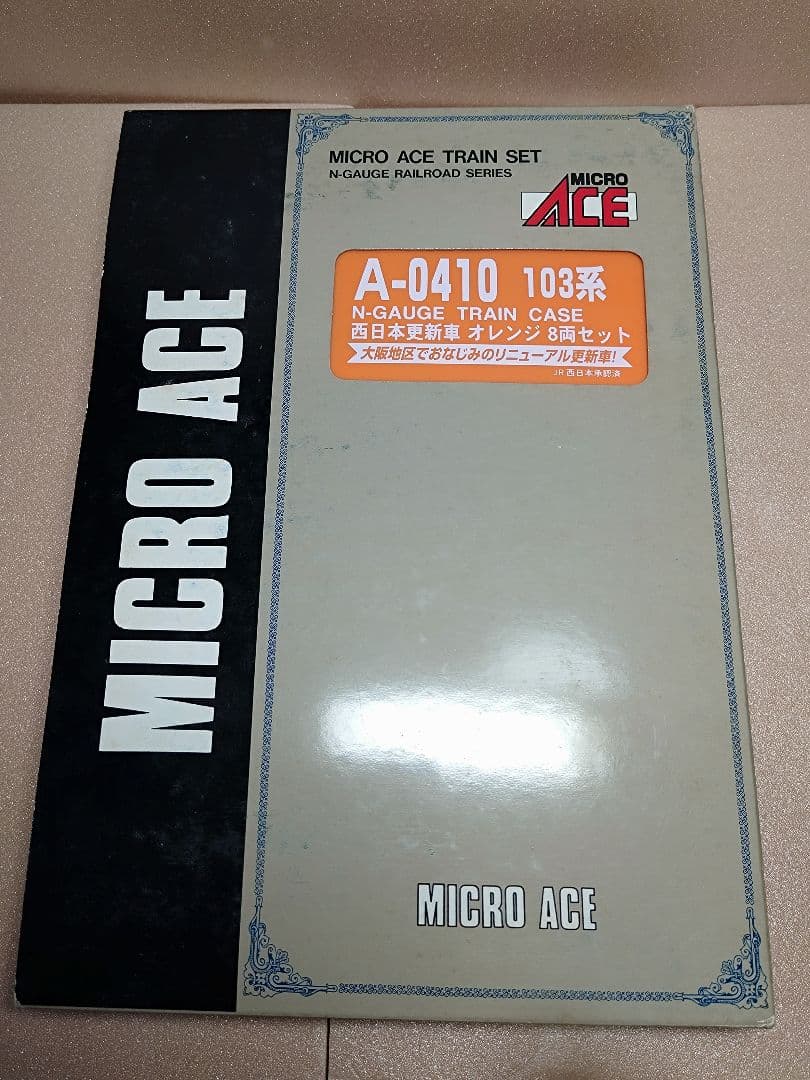 MICRO ACE
MICRO ACE TRAIN SET
N-GAUGE RAILROAD SERIES
MICRO
ACE
A-0410 103系
N-GAUGE TRAIN CASE
西日本更新車 オレンジ 8両セット
大阪地区でおなじみのリニューアル更新車!
JR西日本承認済
MICRO ACE